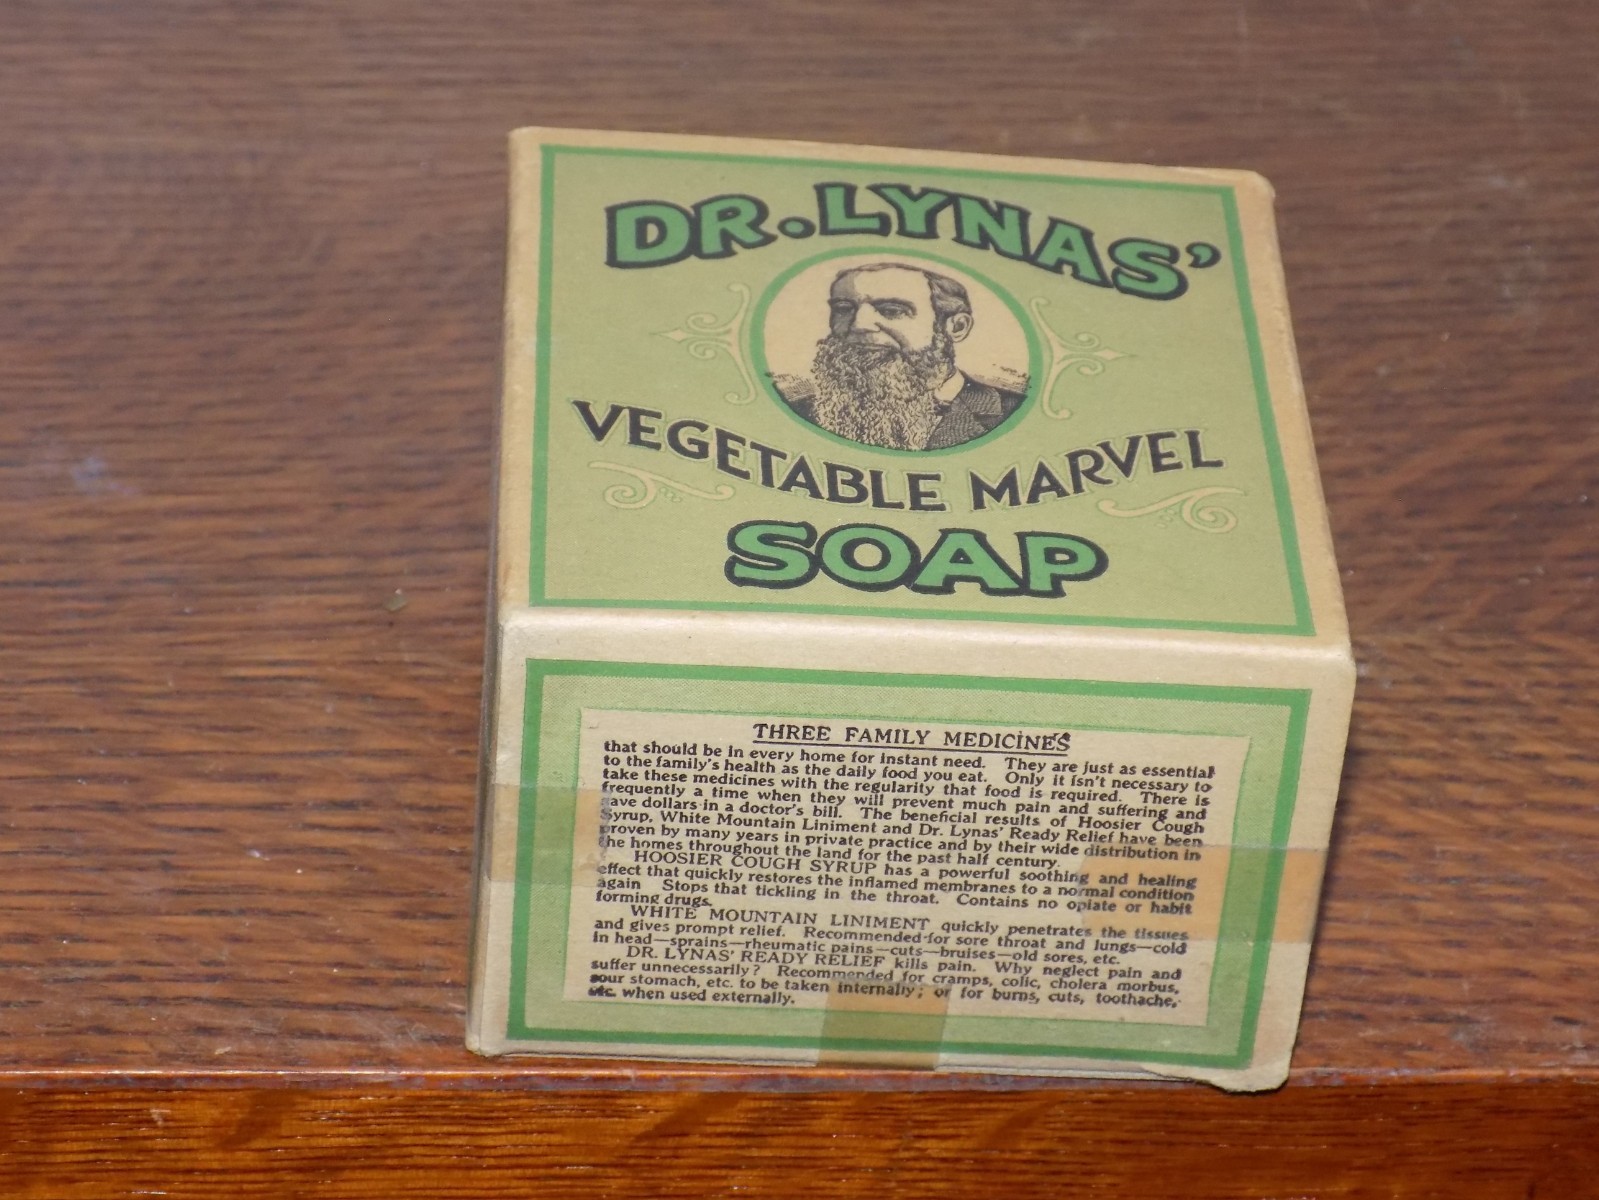 DR. LYNAS'
VEGETABLE MARVEL
SOAP
THREE FAMILY MEDICINES
that should be in every home for instant need. They are just as essential
to the family's health as the daily food you eat. Only it isn't necessary to
take these medicines with the regularity that food is required. There is
frequently a time when they will prevent much pain and suffering and
save dollars in a doctor's bill. The beneficial results of Hoosier Cough
Syrup, White Mountain Liniment and Dr. Lynas' Ready Relief have been
proven by many years in private practice and by their wide distribution in
the homes throughout the land for the past half century.
HOOSIER COUGH SYRUP has a powerful soothing and healing
effect that quickly restores the inflamed membranes to a normal condition
again Stops that tickling in the throat. Contains no opiate or habit
forming drugs.
WHITE MOUNTAIN LINIMENT quickly penetrates the tissues
and gives prompt relief. Recommended for sore throat and lungs—cold
in head—sprains—rheumatic pains—cuts—bruises—old sores, etc.
DR. LYNAS' READY RELIEF kills pain. Why neglect pain and
suffer unnecessarily? Recommended for cramps, colic, cholera morbus,
sour stomach, etc. to be taken internally; or for burns, cuts, toothache,
etc. when used externally.